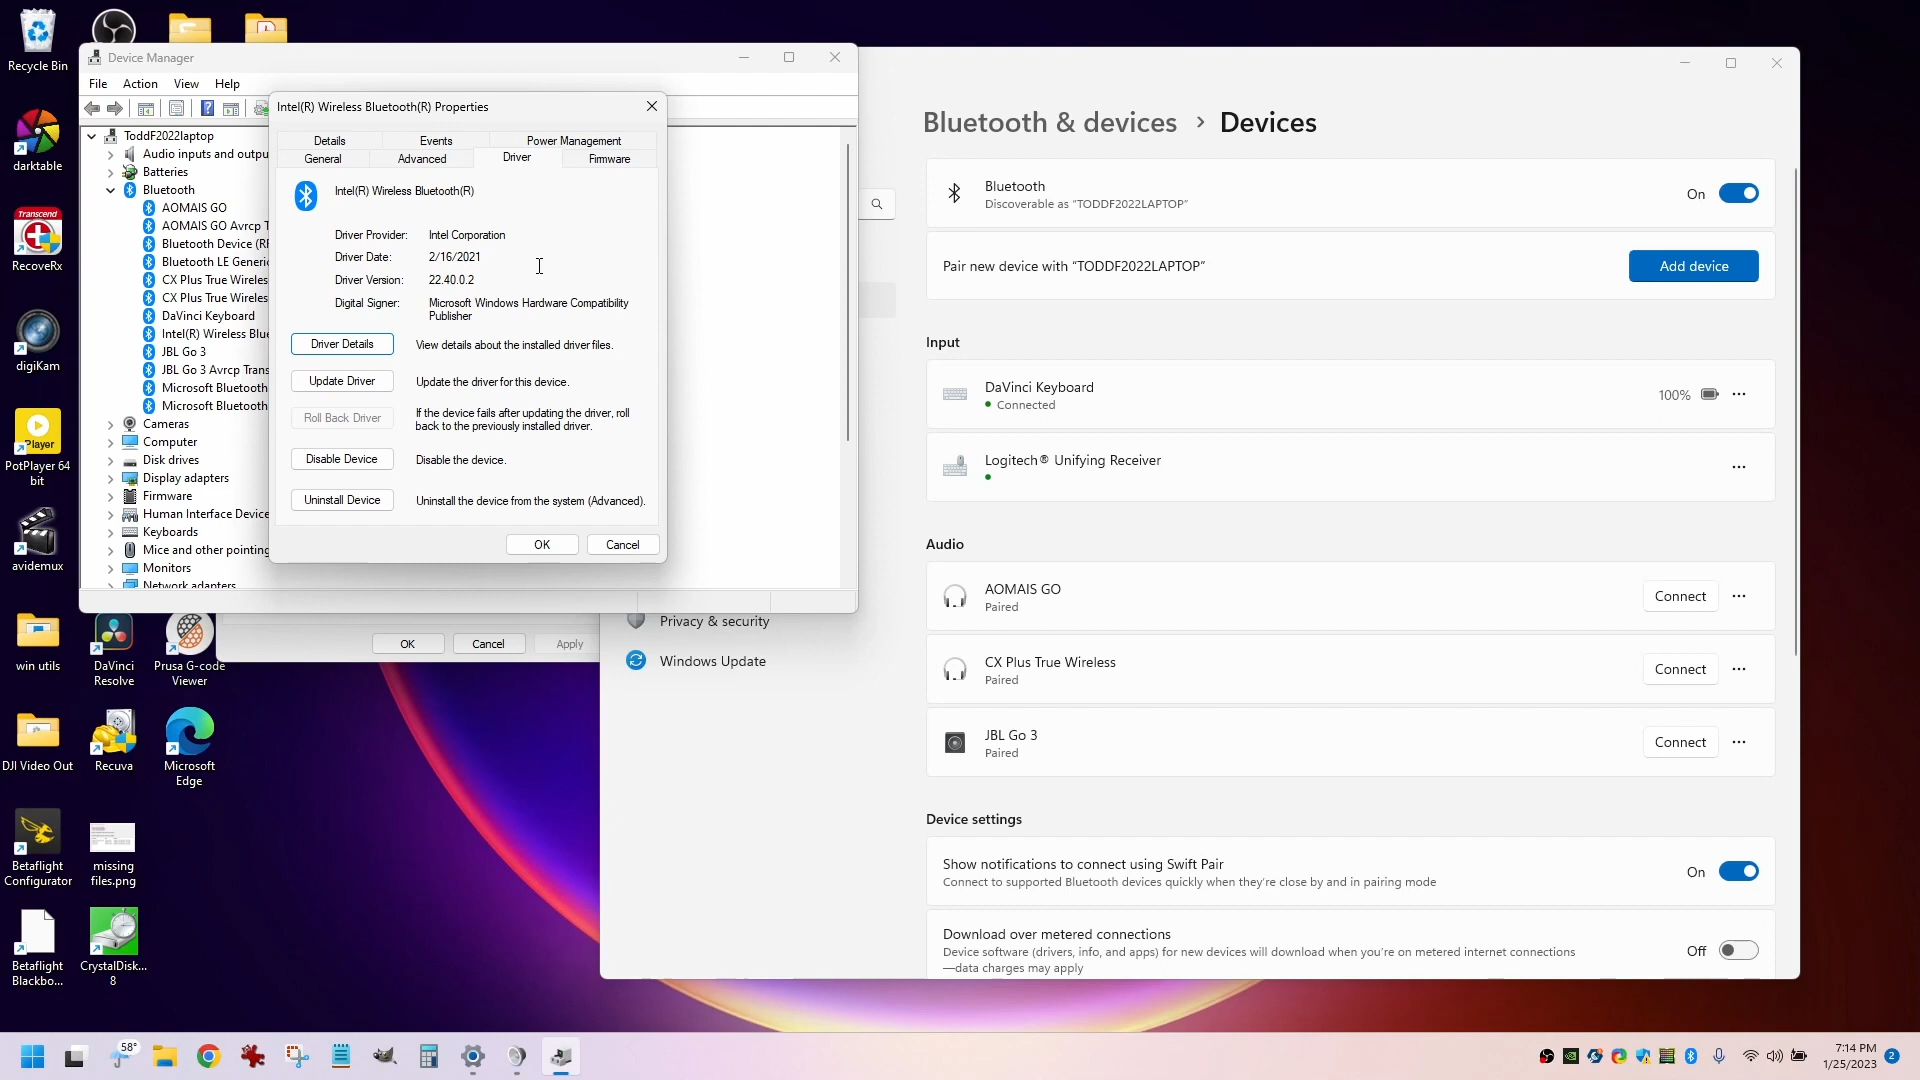 Recycle Bin
darktable
Transcend
RecoveRx
digiKam
Player
PotPlayer 64
bit
avidemux
win utils
DaVinci
Resolve
Prusa G-code
Viewer
DJI Video Out
Recuva
Microsoft
Edge
Betaflight
Configurator
missing
files.png
Betaflight
Blackbo...
CrystalDisk...
8
Device Manager
File Action View Help
ToddF2022laptop
Audio inputs and outpu
Batteries
Bluetooth
AOMAIS GO
AOMAIS GO Avrcp T
Bluetooth Device (RF
Bluetooth LE Generic
CX Plus True Wireles
CX Plus True Wireles
DaVinci Keyboard
Intel(R) Wireless Blue
JBL Go 3
JBL Go 3 Avrcp Trans
Microsoft Bluetooth
Microsoft Bluetooth
Cameras
Computer
Disk drives
Display adapters
Firmware
Human Interface Device
Keyboards
Mice and other pointing
Monitors
Network adapters
Intel(R) Wireless Bluetooth(R) Properties
Details Events Power Management
General Advanced Driver Firmware
Intel(R) Wireless Bluetooth(R)
Driver Provider: Intel Corporation
Driver Date: 2/16/2021
Driver Version: 22.40.0.2
Digital Signer: Microsoft Windows Hardware Compatibility
Publisher
Driver Details View details about the installed driver files.
Update Driver Update the driver for this device.
Roll Back Driver If the device fails after updating the driver, roll
back to the previously installed driver.
Disable Device Disable the device.
Uninstall Device Uninstall the device from the system (Advanced).
OK Cancel
OK Cancel Apply
Privacy & security
Windows Update
Bluetooth & devices › Devices
Bluetooth
Discoverable as “TODDF2022LAPTOP”
On
Pair new device with “TODDF2022LAPTOP”
Add device
Input
DaVinci Keyboard
Connected
100%
Logitech® Unifying Receiver
Audio
AOMAIS GO
Paired
Connect
CX Plus True Wireless
Paired
Connect
JBL Go 3
Paired
Connect
Device settings
Show notifications to connect using Swift Pair
Connect to supported Bluetooth devices quickly when they’re close by and in pairing mode
On
Download over metered connections
Device software (drivers, info, and apps) for new devices will download when you’re on metered internet connections
—data charges may apply
Off
58°
7:14 PM
1/25/2023
2